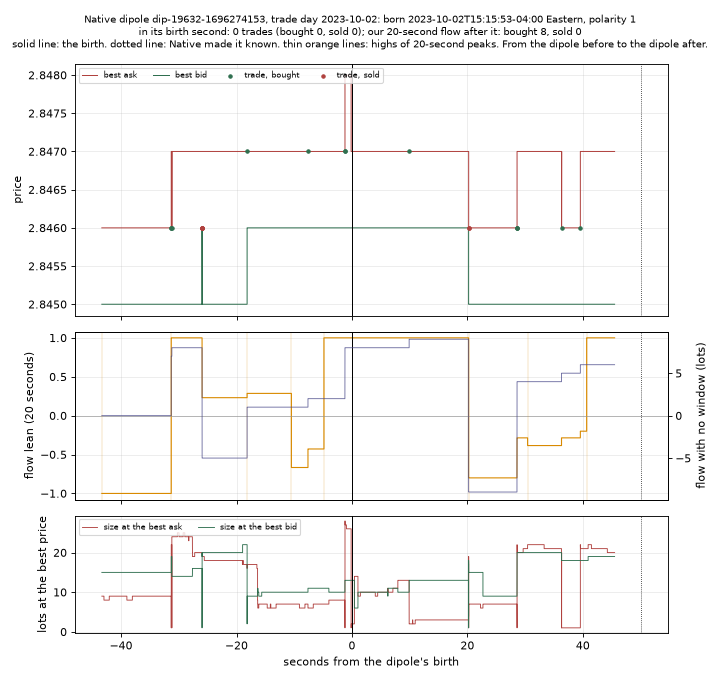 Native dipole dip-19632-1696274153, trade day 2023-10-02: born 2023-10-02T15:15:53-04:00 Eastern, polarity 1
in its birth second: 0 trades (bought 0, sold 0); our 20-second flow after it: bought 8, sold 0
solid line: the birth. dotted line: Native made it known. thin orange lines: highs of 20-second peaks. From the dipole before to the dipole after.
best ask
best bid
trade, bought
trade, sold
price
2.8480
2.8475
2.8470
2.8465
2.8460
2.8455
2.8450
flow lean (20 seconds)
1.0
0.5
0.0
−0.5
−1.0
5
0
−5
flow with no window (lots)
size at the best ask
size at the best bid
lots at the best price
20
10
0
−40
−20
0
20
40
seconds from the dipole's birth